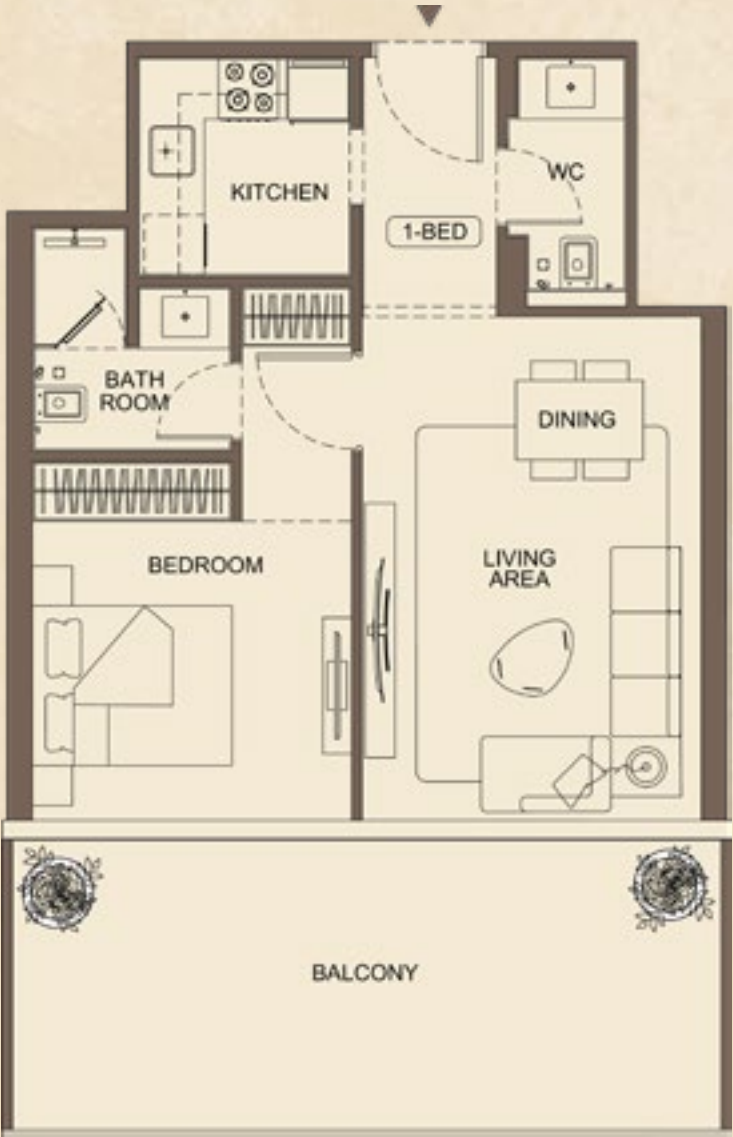 KITCHEN
WC
1-BED
BATH
ROOM
DINING
BEDROOM
LIVING
AREA
BALCONY